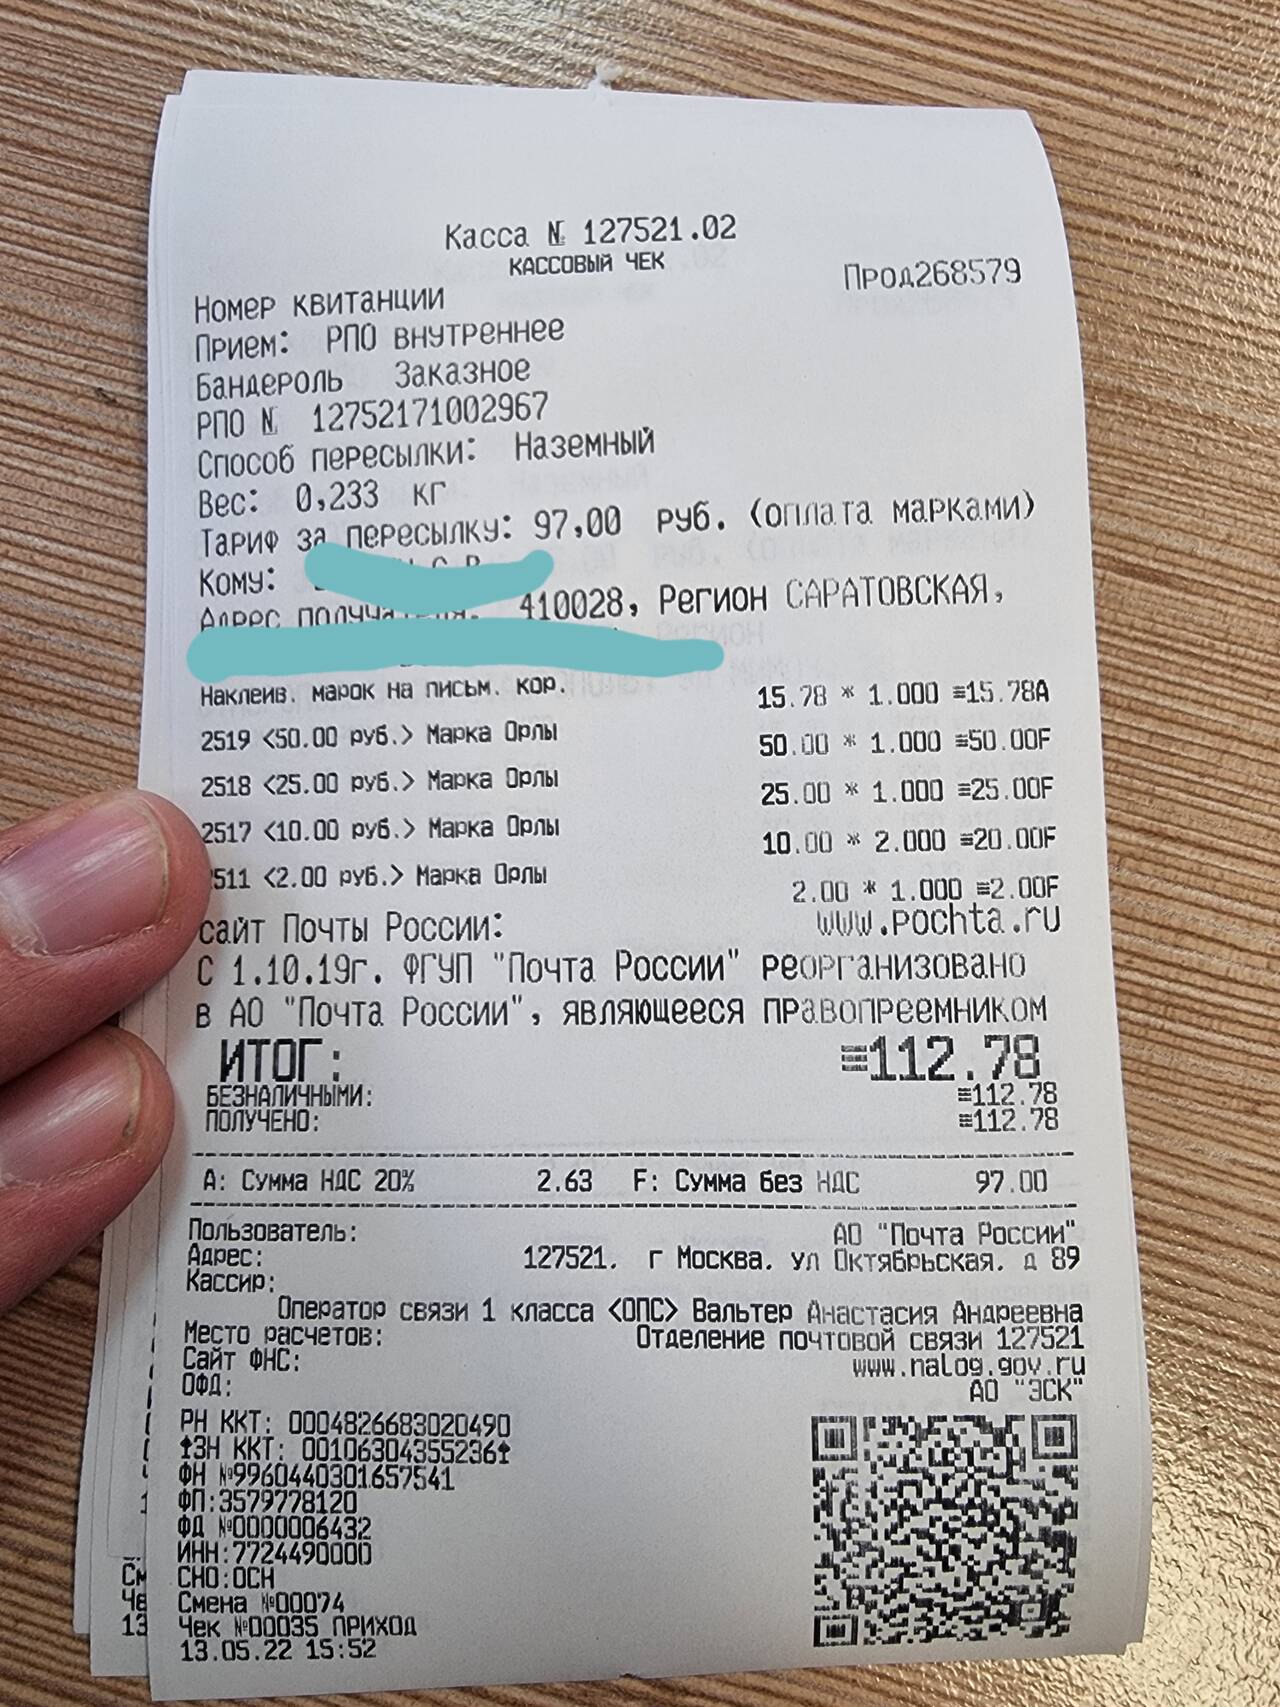 Касса № 127521.02
КАССОВЫЙ ЧЕК
Прод268579
Номер квитанции
Прием: РПО внутреннее
Бандероль Заказное
РПО № 12752171002967
Способ пересылки: Наземный
Вес: 0,233 кг
Тариф за пересылку: 97,00 руб. (оплата марками)
Кому:
Адрес получателя: 410028, Регион САРАТОВСКАЯ,
Наклеив. марок на письм. кор. 15.78 * 1.000 ≡15.78А
2519 <50.00 руб.> Марка Орлы 50.00 * 1.000 ≡50.00F
2518 <25.00 руб.> Марка Орлы 25.00 * 1.000 ≡25.00F
2517 <10.00 руб.> Марка Орлы 10.00 * 2.000 ≡20.00F
511 <2.00 руб.> Марка Орлы 2.00 * 1.000 ≡2.00F
сайт Почты России: www.pochta.ru
С 1.10.19г. ФГУП "Почта России" реорганизовано
в АО "Почта России", являющееся правопреемником
ИТОГ: ≡112.78
БЕЗНАЛИЧНЫМИ: ≡112.78
ПОЛУЧЕНО: ≡112.78
А: Сумма НДС 20% 2.63 F: Сумма без НДС 97.00
Пользователь: АО "Почта России"
Адрес: 127521. г Москва. ул Октябрьская. д 89
Кассир:
Оператор связи 1 класса <ОПС> Вальтер Анастасия Андреевна
Место расчетов: Отделение почтовой связи 127521
Сайт ФНС: www.nalog.gov.ru
ОФД: АО "ЭСК"
РН ККТ: 0004826683020490
ЗН ККТ: 00106304355236
ФН №9960440301657541
ФП:3579778120
ФД №0000006432
ИНН:7724490000
СНО:ОСН
Смена №00074
Чек №00035 ПРИХОД
13.05.22 15:52
См
Че
13